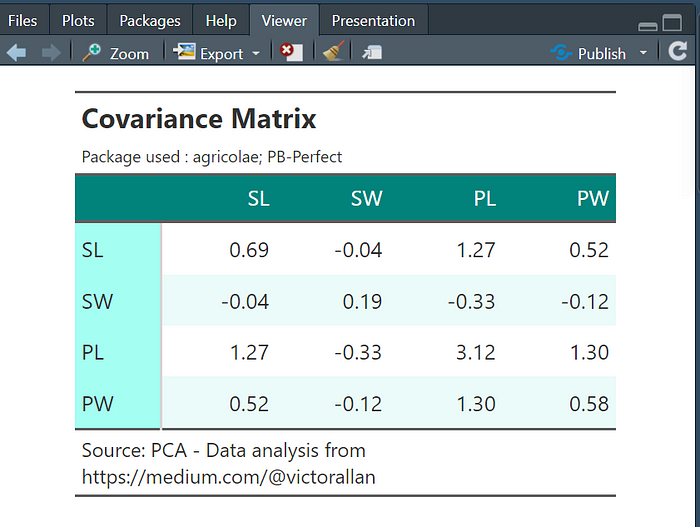 Files Plots Packages Help Viewer Presentation
Zoom Export Publish
Covariance Matrix
Package used : agricolae; PB-Perfect
SL SW PL PW
SL 0.69 -0.04 1.27 0.52
SW -0.04 0.19 -0.33 -0.12
PL 1.27 -0.33 3.12 1.30
PW 0.52 -0.12 1.30 0.58
Source: PCA - Data analysis from
https://medium.com/@victorallan